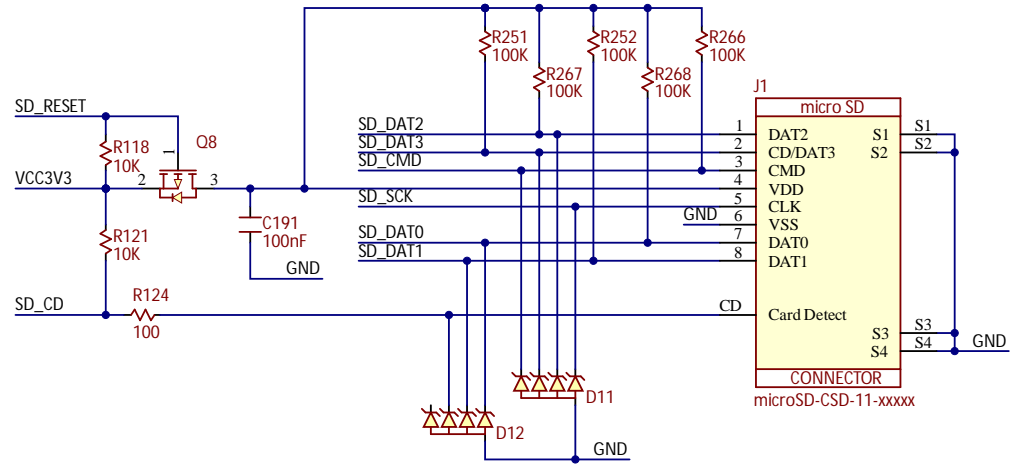 R251
100K
R252
100K
R266
100K
R267
100K
R268
100K
J1
micro SD
SD_RESET
R118
10K
1
Q8
VCC3V3
2
3
R121
10K
C191
100nF
GND
SD_CD
R124
100
SD_DAT2
SD_DAT3
SD_CMD
SD_SCK
GND
SD_DAT0
SD_DAT1
1
DAT2
2
CD/DAT3
3
CMD
4
VDD
5
CLK
6
VSS
7
DAT0
8
DAT1
CD
Card Detect
S1
S1
S2
S2
S3
S3
S4
S4
GND
CONNECTOR
microSD-CSD-11-xxxxx
D11
D12
GND